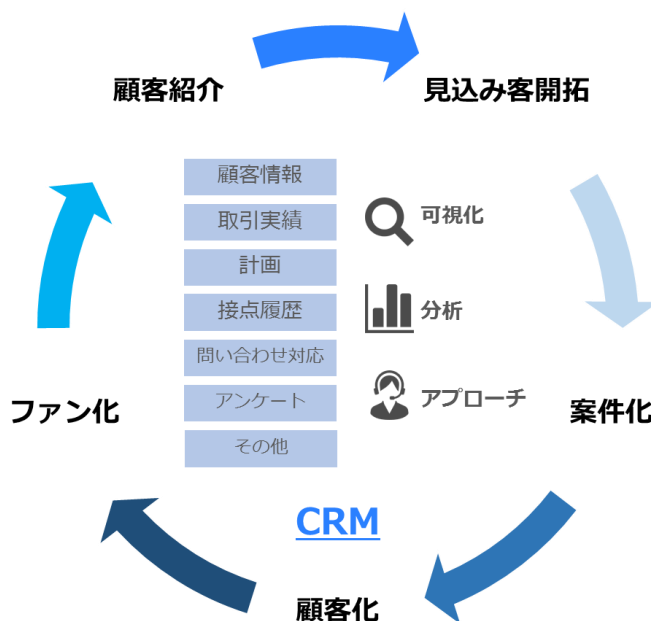 顧客紹介
見込み客開拓
顧客情報
取引実績
計画
接点履歴
問い合わせ対応
アンケート
その他
可視化
分析
アプローチ
ファン化
案件化
CRM
顧客化